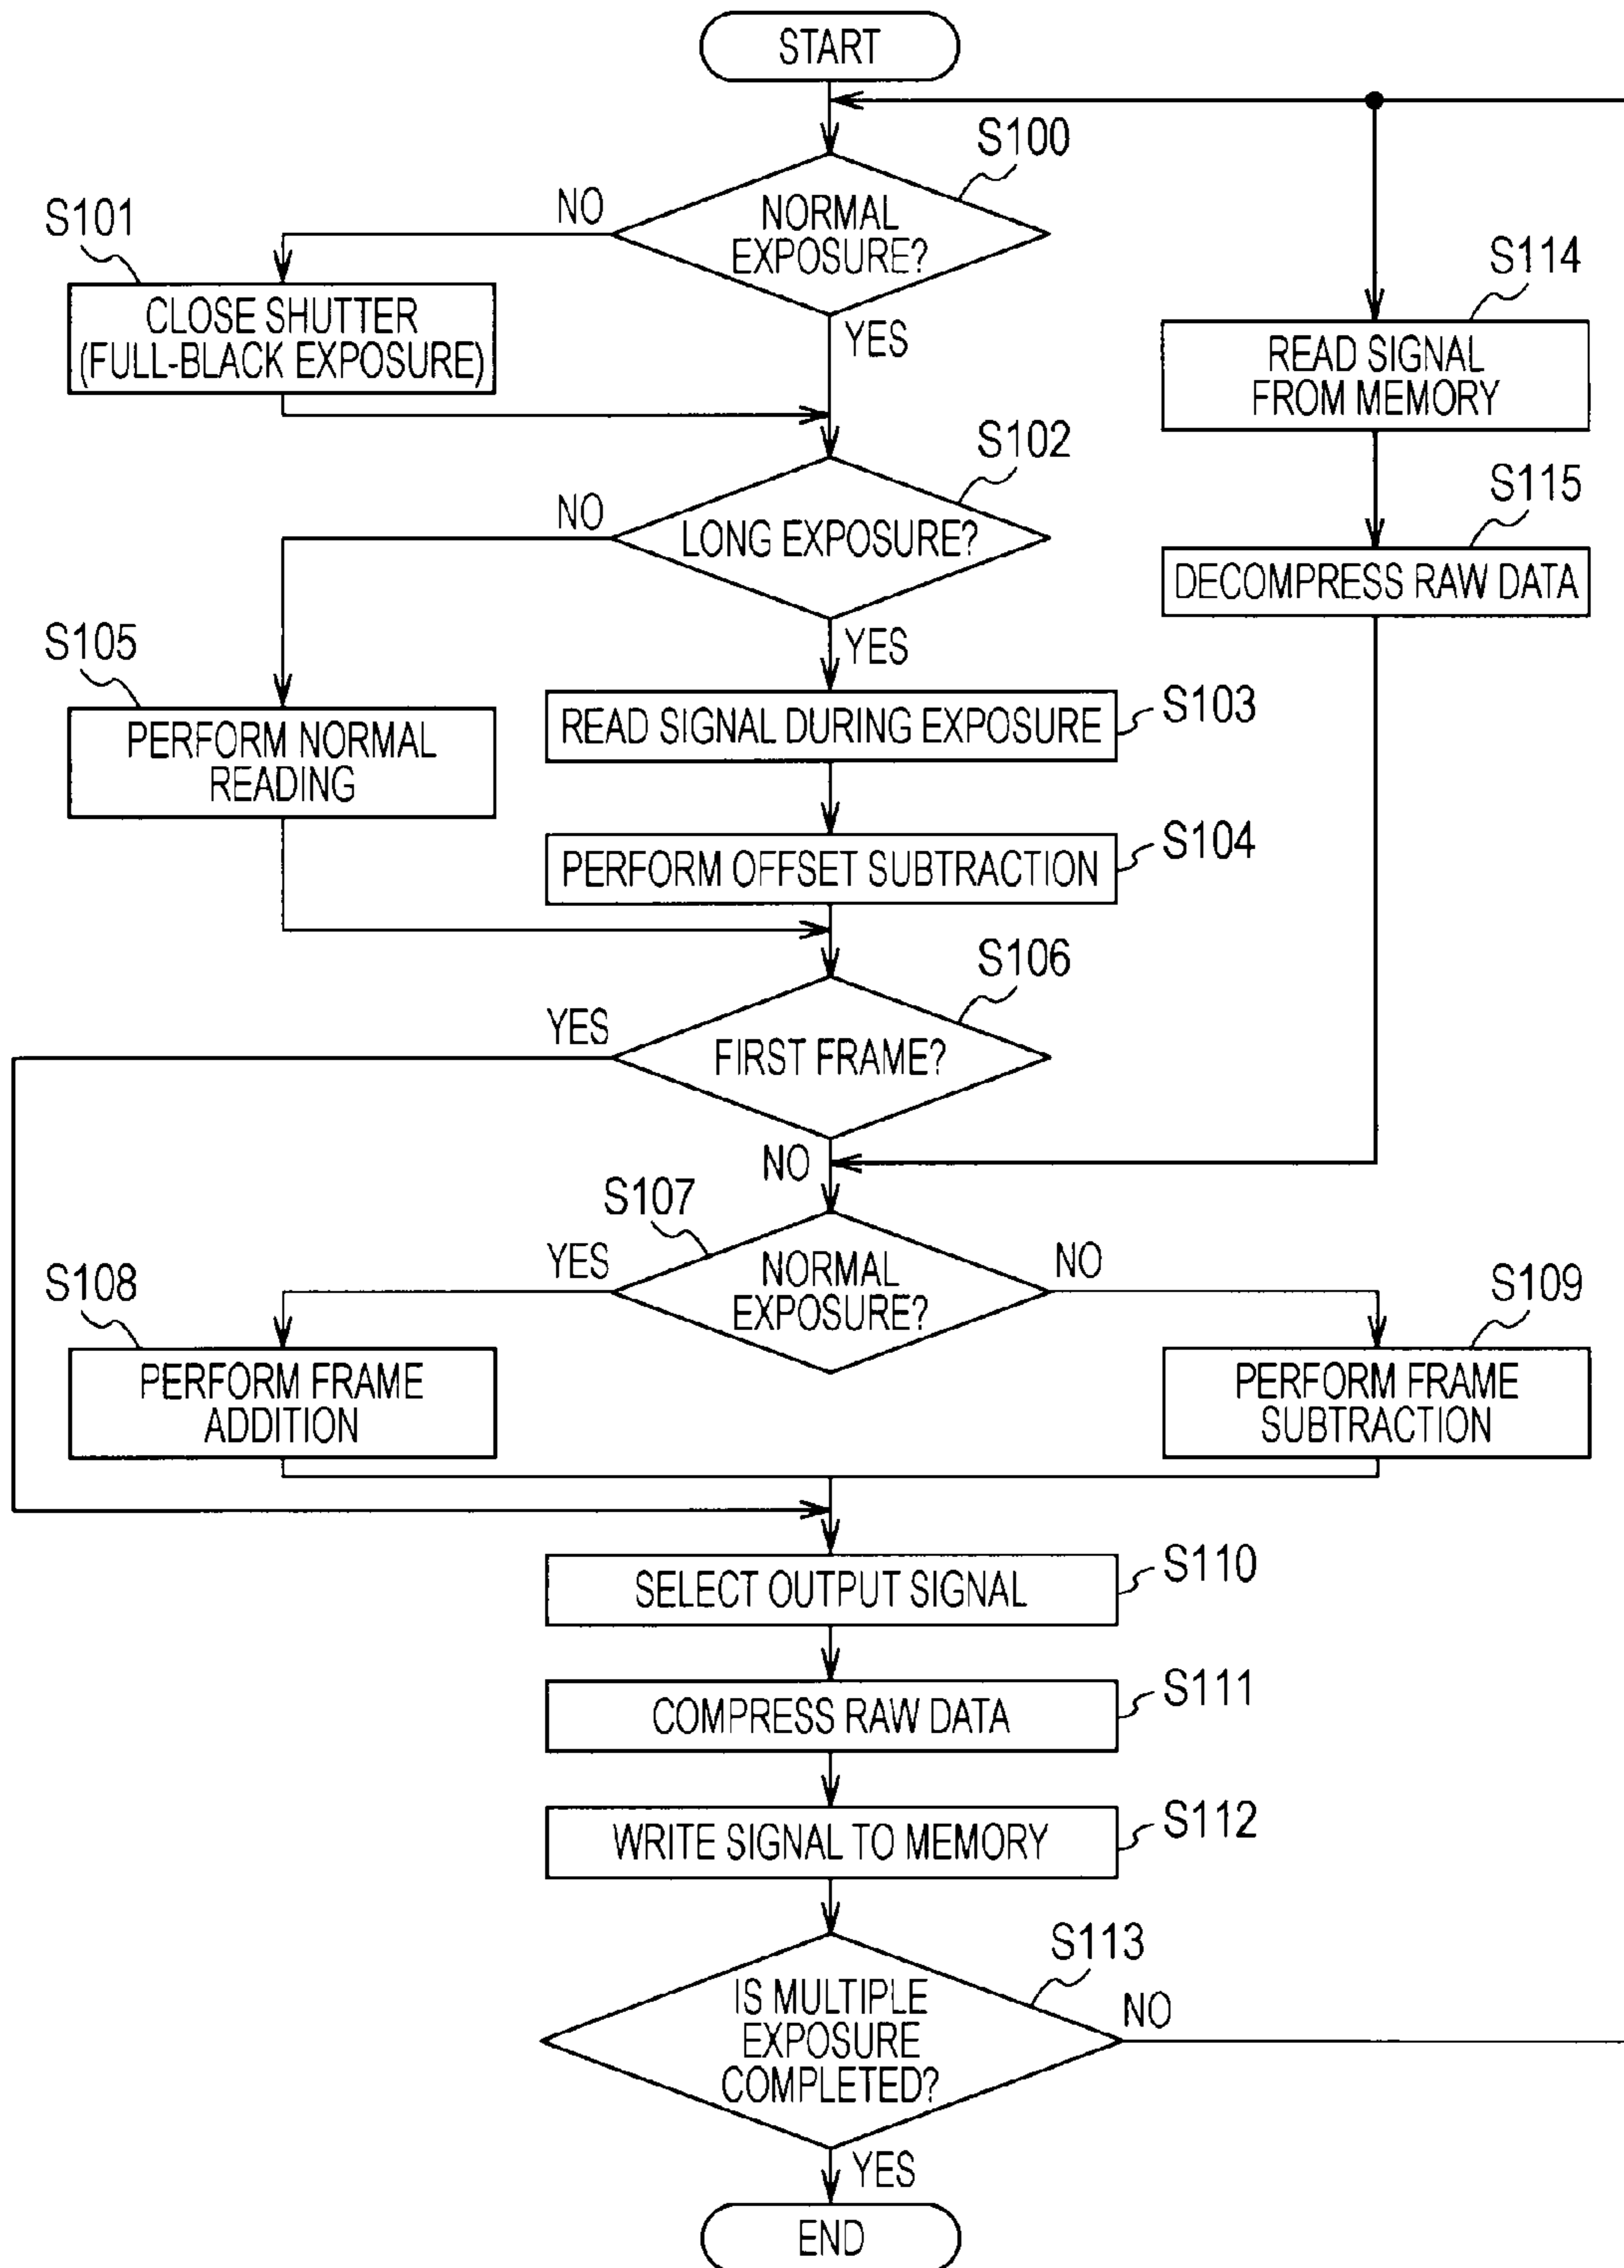 START
S100
NORMAL
EXPOSURE?
NO
YES
S101
CLOSE SHUTTER
(FULL-BLACK EXPOSURE)
S114
READ SIGNAL
FROM MEMORY
S102
LONG EXPOSURE?
NO
YES
S115
DECOMPRESS RAW DATA
S105
PERFORM NORMAL
READING
READ SIGNAL DURING EXPOSURE
S103
PERFORM OFFSET SUBTRACTION
S104
S106
FIRST FRAME?
YES
NO
S107
NORMAL
EXPOSURE?
YES
NO
S108
PERFORM FRAME
ADDITION
S109
PERFORM FRAME
SUBTRACTION
SELECT OUTPUT SIGNAL
S110
COMPRESS RAW DATA
S111
WRITE SIGNAL TO MEMORY
S112
S113
IS MULTIPLE
EXPOSURE
COMPLETED?
NO
YES
END